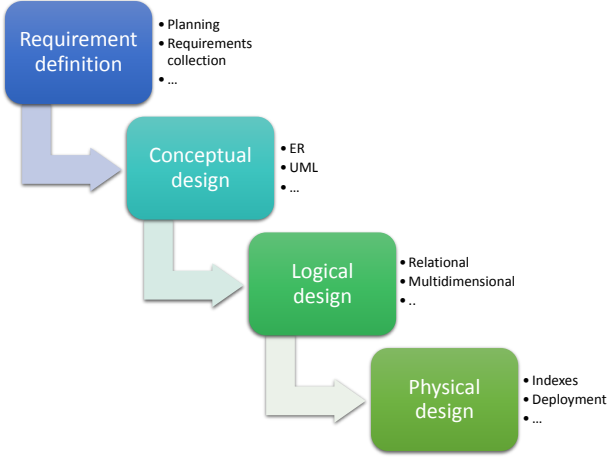 Requirement
definition
• Planning
• Requirements
collection
• ...
Conceptual
design
• ER
• UML
• ...
Logical
design
• Relational
• Multidimensional
• ..
Physical
design
• Indexes
• Deployment
• ...